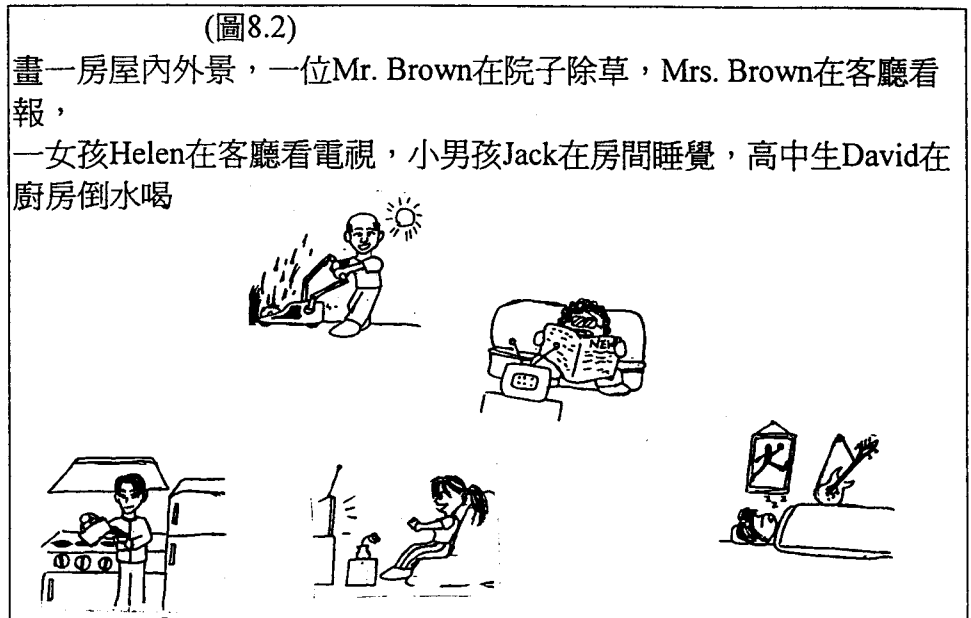 (圖8.2)
畫一房屋內外景，一位Mr. Brown在院子除草，Mrs. Brown在客廳看
報，
一女孩Helen在客廳看電視，小男孩Jack在房間睡覺，高中生David在
廚房倒水喝
NEW
火
z z z